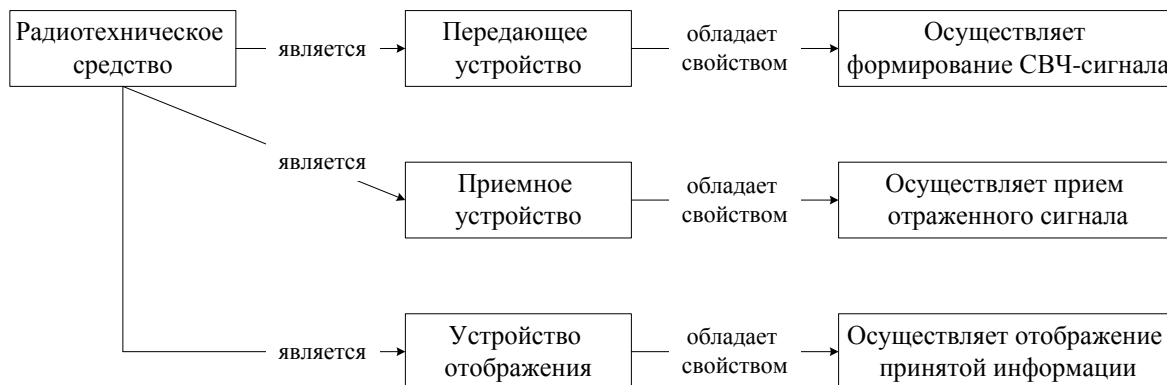 Радиотехническое
средство
является
Передающее
устройство
обладает
свойством
Осуществляет
формирование СВЧ-сигнала
является
Приемное
устройство
обладает
свойством
Осуществляет прием
отраженного сигнала
является
Устройство
отображения
обладает
свойством
Осуществляет отображение
принятой информации